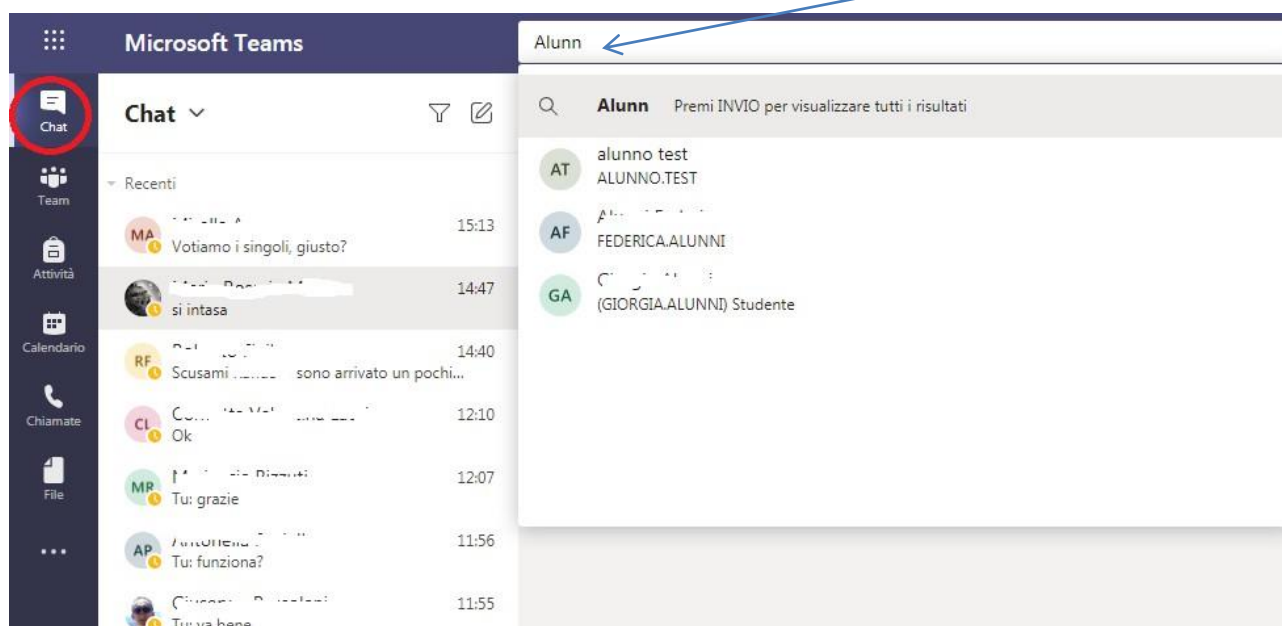 Microsoft Teams
Alunn
Chat
Team
Attività
Calendario
Chiamate
File
Chat
Recenti
MA
15:13
Votiamo i singoli, giusto?
14:47
si intasa
RF
14:40
Scusami sono arrivato un pochi...
CL
12:10
Ok
MR
12:07
Tu: grazie
AP
11:56
Tu: funziona?
11:55
Tu: va bene
Alunn Premi INVIO per visualizzare tutti i risultati
AT
alunno test
ALUNNO.TEST
AF
FEDERICA.ALUNNI
GA
(GIORGIA.ALUNNI) Studente